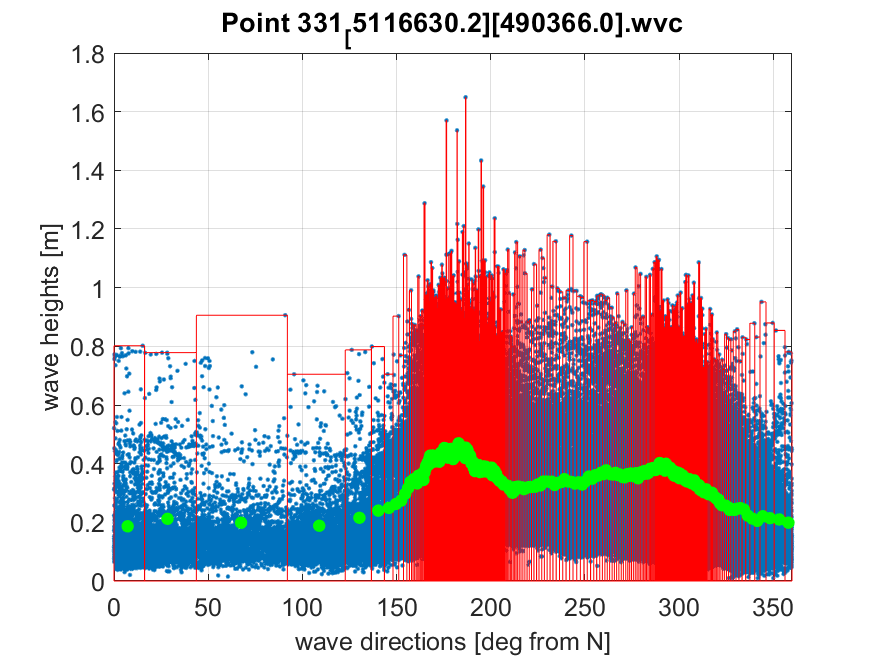 Point 331[5116630.2][490366.0].wvc
1.8
1.6
1.4
1.2
1
0.8
0.6
0.4
0.2
0
wave heights [m]
0 50 100 150 200 250 300 350
wave directions [deg from N]